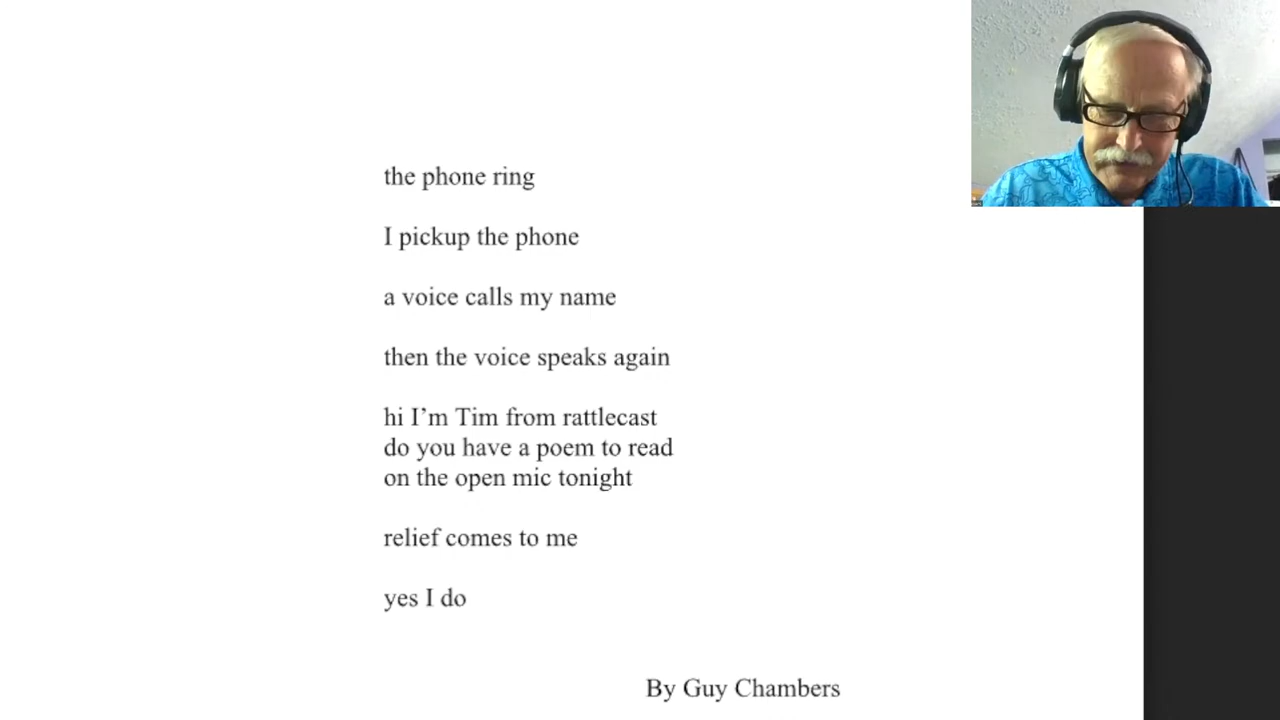 the phone ring
I pickup the phone
a voice calls my name
then the voice speaks again
hi I’m Tim from rattlecast
do you have a poem to read
on the open mic tonight
relief comes to me
yes I do
By Guy Chambers